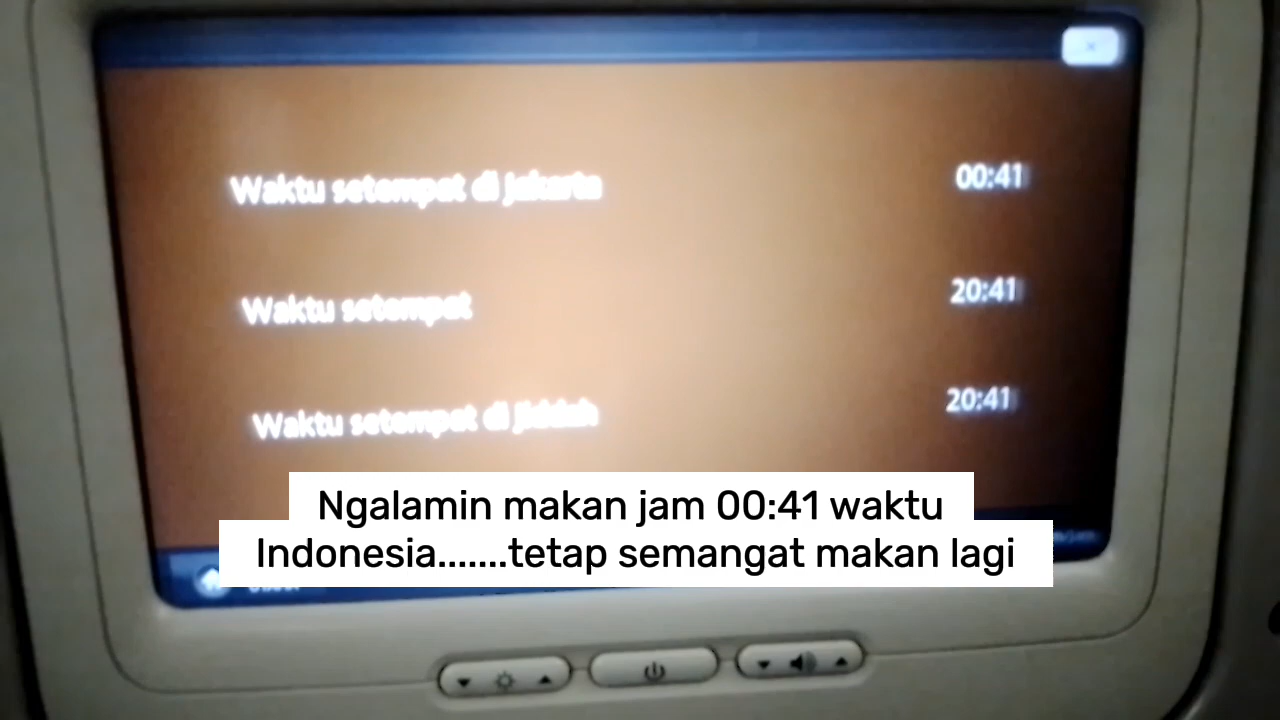 Waktu setempat di Jakarta 00:41
Waktu setempat 20:41
Waktu setempat di Jiddah 20:41
Ngalamin makan jam 00:41 waktu
Indonesia.......tetap semangat makan lagi